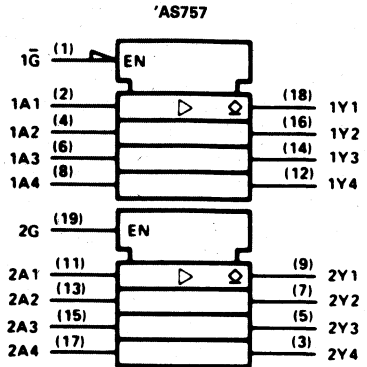 'AS757
1G̅ (1) EN
1A1 (2) (18) 1Y1
1A2 (4) (16) 1Y2
1A3 (6) (14) 1Y3
1A4 (8) (12) 1Y4
2G (19) EN
2A1 (11) (9) 2Y1
2A2 (13) (7) 2Y2
2A3 (15) (5) 2Y3
2A4 (17) (3) 2Y4